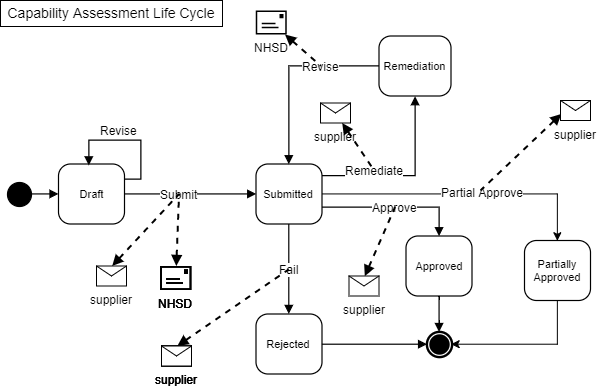 Capability Assessment Life Cycle
NHSD
Revise
Remediation
supplier
supplier
Revise
Remediate
Draft
Submit
Submitted
Partial Approve
Approve
Fail
Approved
Partially
Approved
supplier
NHSD
supplier
Rejected
supplier